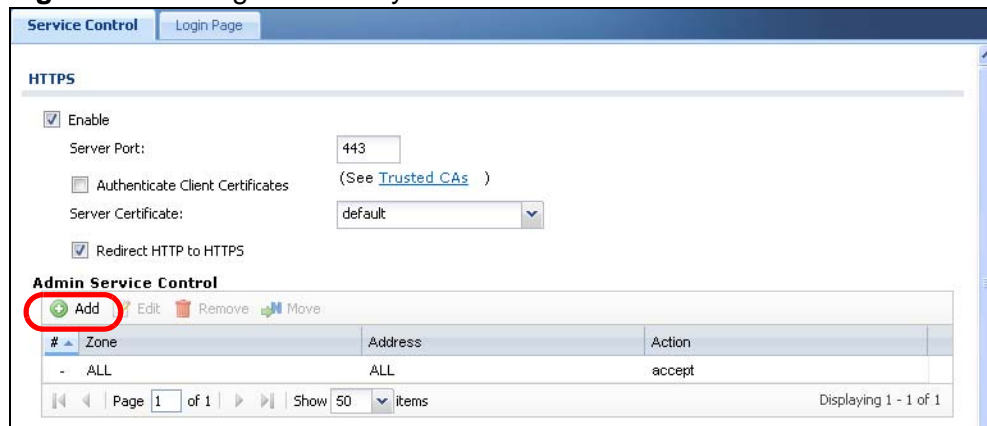 Service Control Login Page
HTTPS
Enable
Server Port: 443
Authenticate Client Certificates (See Trusted CAs )
Server Certificate: default
Redirect HTTP to HTTPS
Admin Service Control
Add Edit Remove Move
# Zone Address Action
- ALL ALL accept
Page 1 of 1 Show 50 items Displaying 1 - 1 of 1